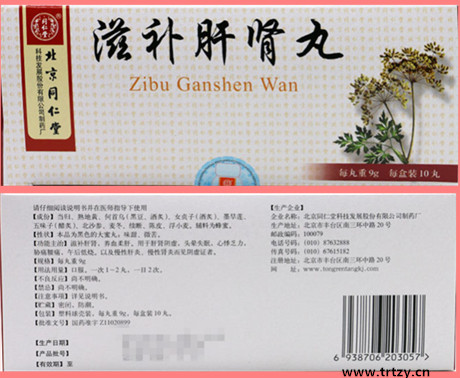 同仁堂
北京同仁堂
科技发展股份有限公司制药厂
滋补肝肾丸
Zibu Ganshen Wan
每丸重9g 每盒装10丸
请仔细阅读说明书并在医师指导下使用
【成份】当归、熟地黄、何首乌(黑豆、酒炙)、女贞子(酒炙)、墨旱莲、
五味子(醋炙)、北沙参、麦冬、续断、陈皮、浮小麦。辅料为蜂蜜。
【性状】本品为黑色的大蜜丸;味甜、微苦。
【功能主治】滋补肝肾,养血柔肝。用于肝肾阴虚,头晕失眠,心悸乏力,
胁痛腰痛,午后低烧,以及慢性肝炎、慢性肾炎而见阴虚证者。
【规格】每丸重9g
【用法用量】口服。一次1~2丸,一日2次。
【不良反应】尚不明确。
【禁忌】尚不明确。
【注意事项】详见说明书。
【贮藏】密闭,防潮。
【包装】塑料球壳装,每丸重9g,每盒装10丸。
【批准文号】国药准字Z11020899
【生产日期】
【产品批号】
【有效期】至
【生产企业】
企业名称:北京同仁堂科技发展股份有限公司制药厂
生产地址:北京市丰台区南三环中路20号
邮政编码:100079
电话号码:(010)87632888
传真号码:(010)67615182
注册地址:北京市丰台区南三环中路20号
网 址:www.tongrentangkj.com
6 938706 203057 >
www.trtzy.cn